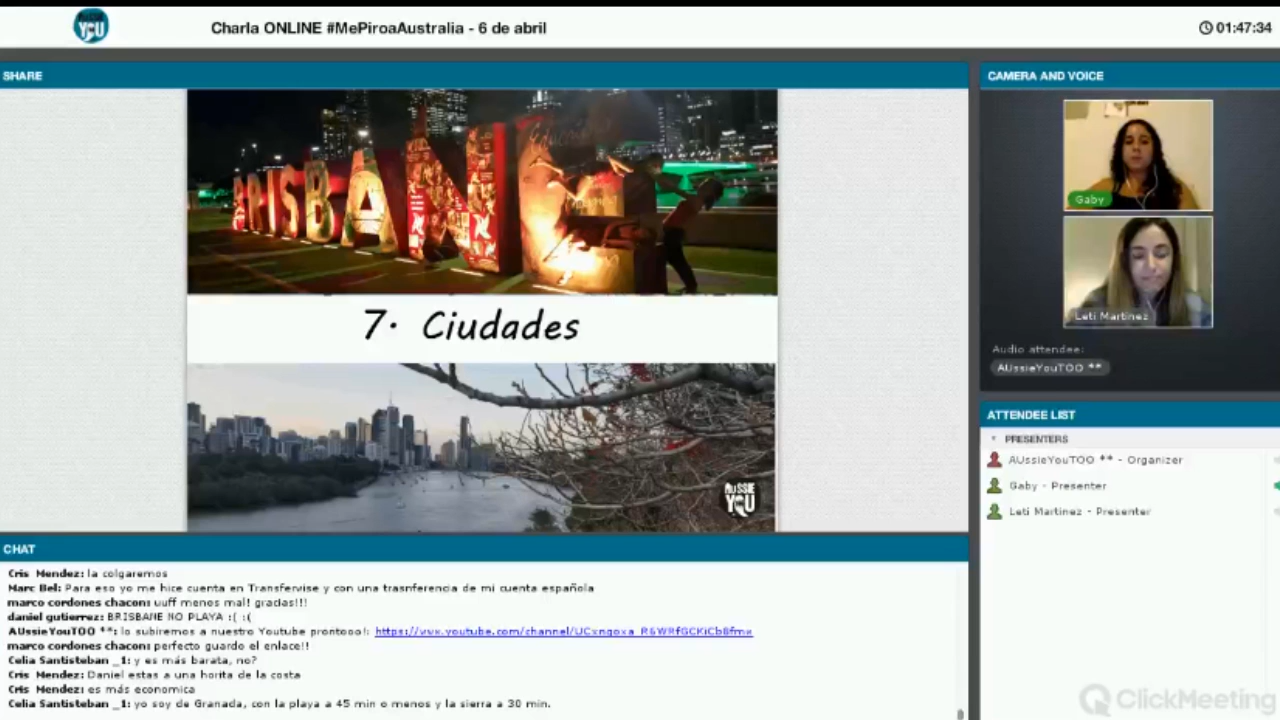 AUSSIE
YOU
Charla ONLINE #MePiroaAustralia - 6 de abril
01:47:34
SHARE
BRISBANE
7. Ciudades
AUSSIE
YOU
CAMERA AND VOICE
Gaby
Leti Martinez
Audio attendee:
AUssieYouTOO **
ATTENDEE LIST
PRESENTERS
AUssieYouTOO ** - Organizer
Gaby - Presenter
Leti Martinez - Presenter
CHAT
Cris Mendez: la colgaremos
Marc Bel: Para eso yo me hice cuenta en Transfervise y con una trasnferencia de mi cuenta española
marco cordones chacon: uuff menos mal! gracias!!!
daniel gutierrez: BRISBANE NO PLAYA :( :(
AUssieYouTOO **: lo subiremos a nuestro Youtube prontooo!:
marco cordones chacon: perfecto guardo el enlace!!
Celia Santisteban _1: y es más barata, no?
Cris Mendez: Daniel estas a una horita de la costa
Cris Mendez: es más economica
Celia Santisteban _1: yo soy de Granada, con la playa a 45 min o menos y la sierra a 30 min.
ClickMeeting